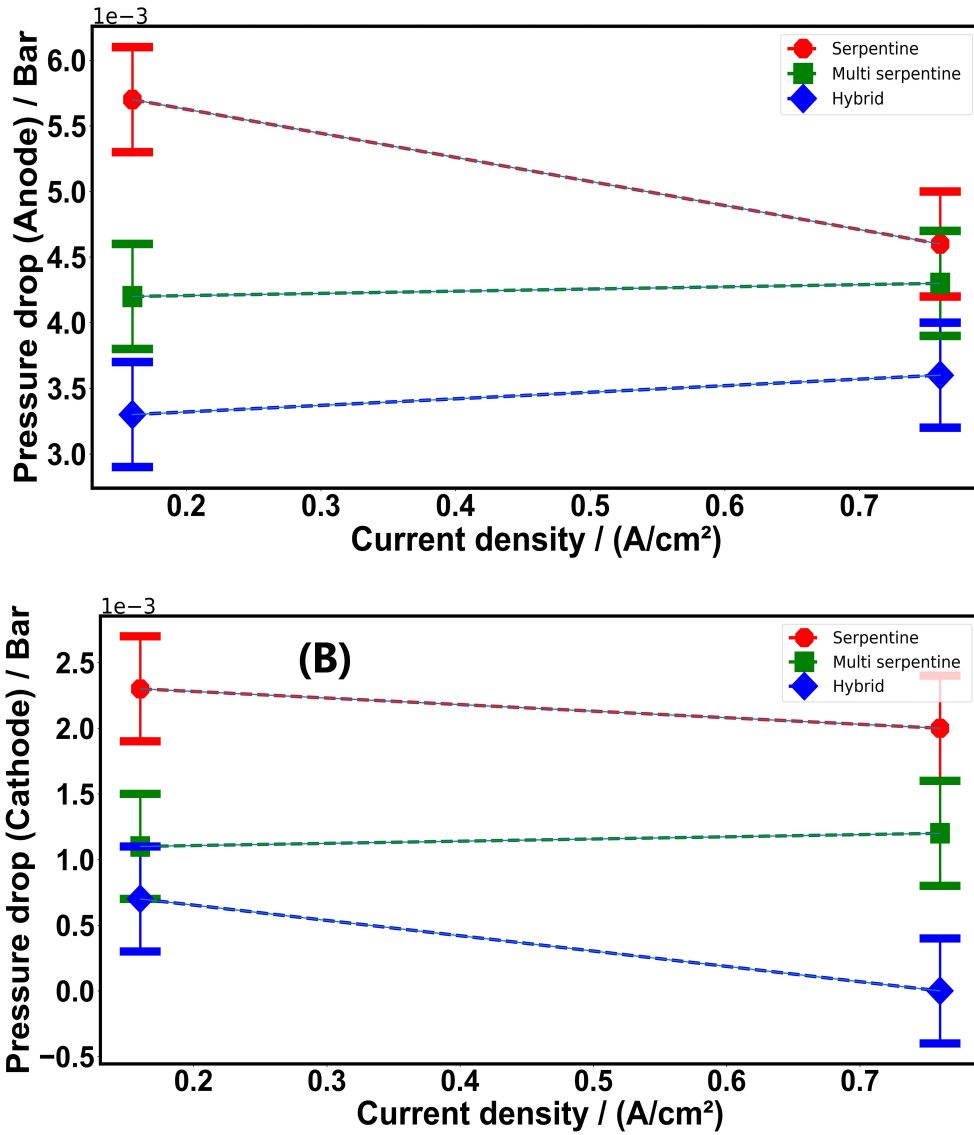 1e−3
Pressure drop (Anode) / Bar
6.0
5.5
5.0
4.5
4.0
3.5
3.0
Serpentine
Multi serpentine
Hybrid
0.2 0.3 0.4 0.5 0.6 0.7
Current density / (A/cm²)
1e−3
Pressure drop (Cathode) / Bar
2.5
2.0
1.5
1.0
0.5
0.0
−0.5
(B)
Serpentine
Multi serpentine
Hybrid
0.2 0.3 0.4 0.5 0.6 0.7
Current density / (A/cm²)